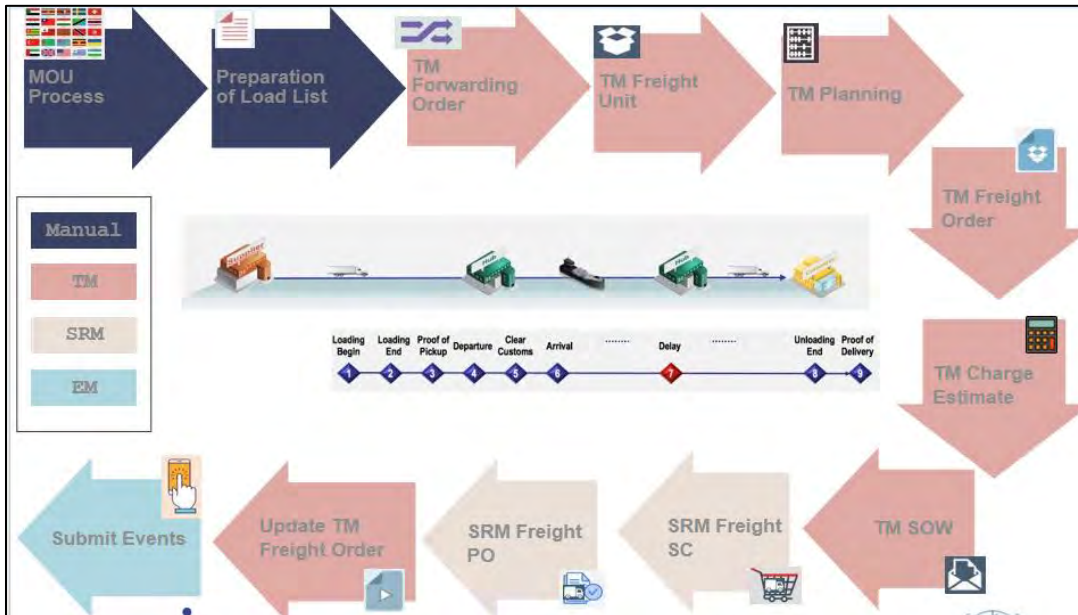 MOU
Process
Preparation
of Load List
TM
Forwarding
Order
TM Freight
Unit
TM Planning
TM Freight
Order
Manual
TM
SRM
EM
Supplier
Hub
Hub
Loading
Begin
Loading
End
Proof of
Pickup
Departure
Clear
Customs
Arrival
........
Delay
........
Unloading
End
Proof of
Delivery
1
2
3
4
5
6
7
8
9
TM Charge
Estimate
Submit Events
Update TM
Freight Order
SRM Freight
PO
SRM Freight
SC
TM SOW